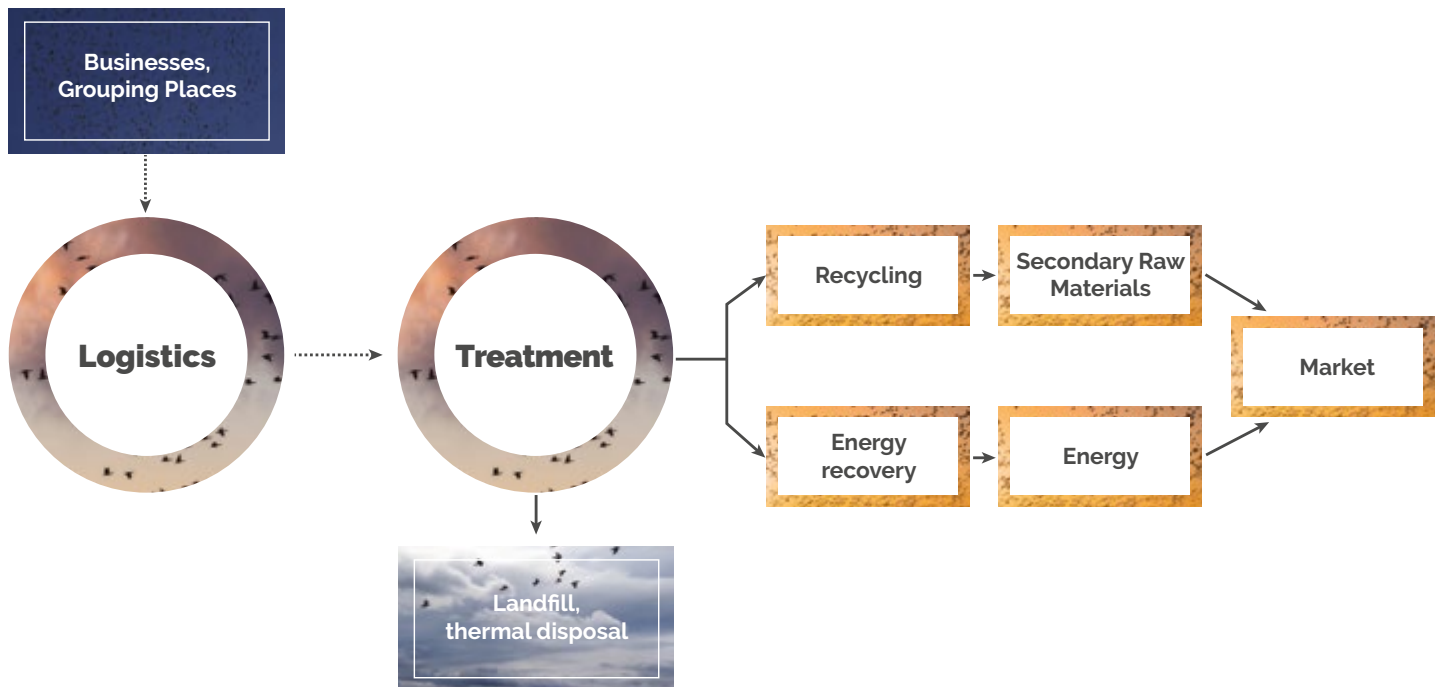 Businesses,
Grouping Places
Logistics
Treatment
Recycling
Secondary Raw
Materials
Market
Energy
recovery
Energy
Landfill,
thermal disposal